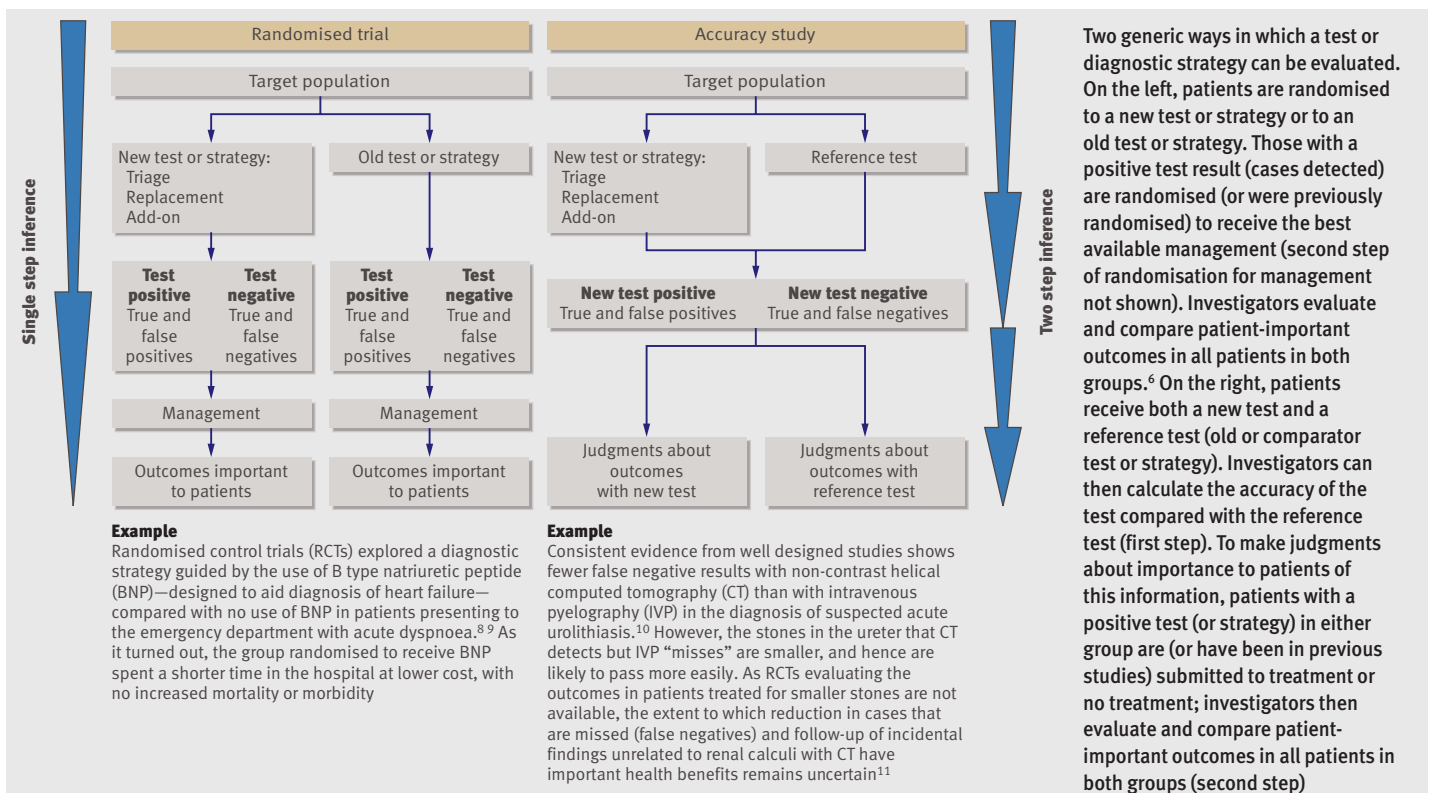 Randomised trial
Target population
New test or strategy:
Triage
Replacement
Add-on
Old test or strategy
Test
positive
True and
false
positives
Test
negative
True and
false
negatives
Test
positive
True and
false
positives
Test
negative
True and
false
negatives
Management
Management
Outcomes important
to patients
Outcomes important
to patients
Single step inference
Example
Randomised control trials (RCTs) explored a diagnostic
strategy guided by the use of B type natriuretic peptide
(BNP)—designed to aid diagnosis of heart failure—
compared with no use of BNP in patients presenting to
the emergency department with acute dyspnoea.⁸ ⁹ As
it turned out, the group randomised to receive BNP
spent a shorter time in the hospital at lower cost, with
no increased mortality or morbidity
Accuracy study
Target population
New test or strategy:
Triage
Replacement
Add-on
Reference test
New test positive
True and false positives
New test negative
True and false negatives
Judgments about
outcomes
with new test
Judgments about
outcomes with
reference test
Two step inference
Example
Consistent evidence from well designed studies shows
fewer false negative results with non-contrast helical
computed tomography (CT) than with intravenous
pyelography (IVP) in the diagnosis of suspected acute
urolithiasis.¹⁰ However, the stones in the ureter that CT
detects but IVP “misses” are smaller, and hence are
likely to pass more easily. As RCTs evaluating the
outcomes in patients treated for smaller stones are not
available, the extent to which reduction in cases that
are missed (false negatives) and follow-up of incidental
findings unrelated to renal calculi with CT have
important health benefits remains uncertain¹¹
Two generic ways in which a test or
diagnostic strategy can be evaluated.
On the left, patients are randomised
to a new test or strategy or to an
old test or strategy. Those with a
positive test result (cases detected)
are randomised (or were previously
randomised) to receive the best
available management (second step
of randomisation for management
not shown). Investigators evaluate
and compare patient-important
outcomes in all patients in both
groups.⁶ On the right, patients
receive both a new test and a
reference test (old or comparator
test or strategy). Investigators can
then calculate the accuracy of the
test compared with the reference
test (first step). To make judgments
about importance to patients of
this information, patients with a
positive test (or strategy) in either
group are (or have been in previous
studies) submitted to treatment or
no treatment; investigators then
evaluate and compare patient-
important outcomes in all patients in
both groups (second step)